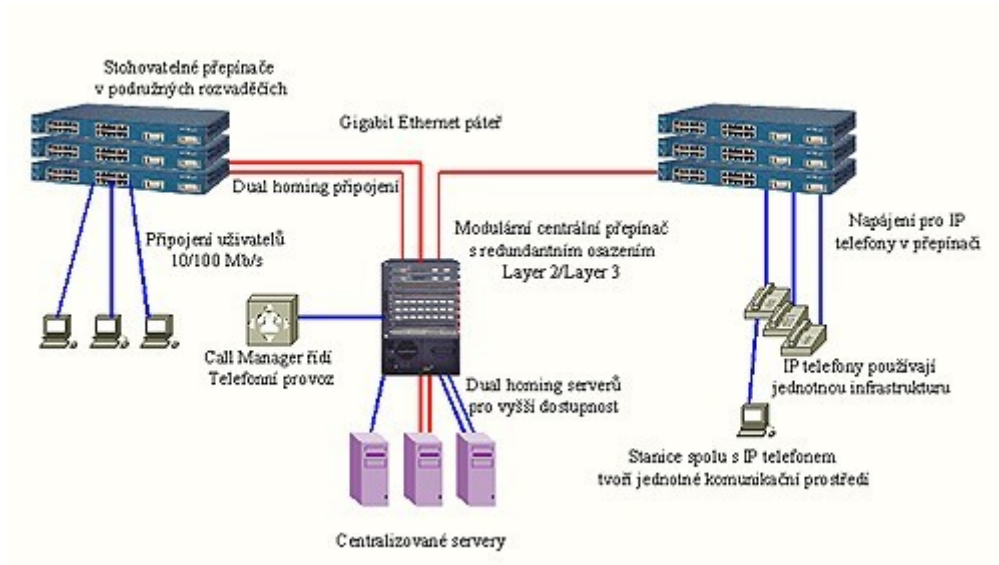 Stohovatelné přepínače
v podružných rozvaděčích
Gigabit Ethernet páteř
Dual homing připojení
Připojení uživatelů
10/100 Mb/s
Modulární centrální přepínač
s redundantním osazením
Layer 2/Layer 3
Napájení pro IP
telefony v přepínači
Call Manager řídí
Telefonní provoz
Dual homing serverů
pro vyšší dostupnost
IP telefony používají
jednotnou infrastrukturu
Stanice spolu s IP telefonem
tvoří jednotné komunikační prostředí
Centralizované servery